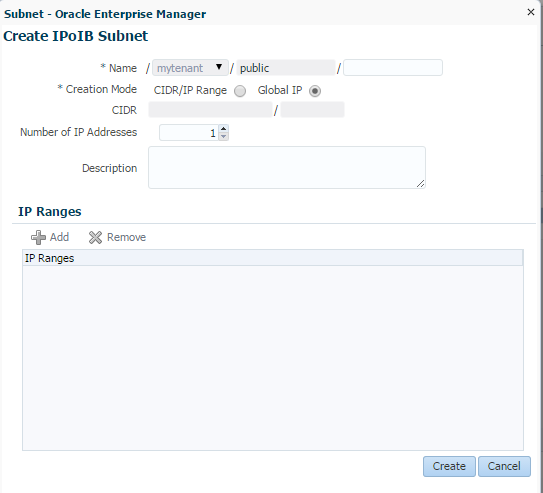 Subnet - Oracle Enterprise Manager
Create IPoIB Subnet
* Name / mytenant / public /
* Creation Mode CIDR/IP Range Global IP
CIDR /
Number of IP Addresses 1
Description
IP Ranges
Add Remove
IP Ranges
Create Cancel